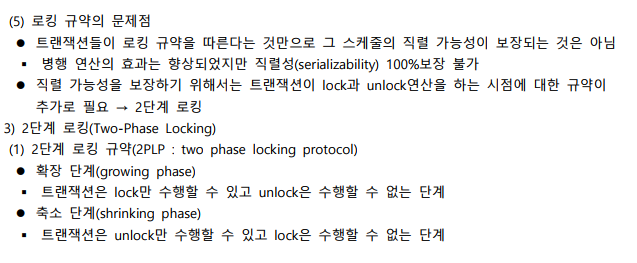 (5) 로킹 규약의 문제점
● 트랜잭션들이 로킹 규약을 따른다는 것만으로 그 스케줄의 직렬 가능성이 보장되는 것은 아님
▪ 병행 연산의 효과는 향상되었지만 직렬성(serializability) 100%보장 불가
● 직렬 가능성을 보장하기 위해서는 트랜잭션이 lock과 unlock연산을 하는 시점에 대한 규약이
추가로 필요 → 2단계 로킹
3) 2단계 로킹(Two-Phase Locking)
(1) 2단계 로킹 규약(2PLP : two phase locking protocol)
● 확장 단계(growing phase)
▪ 트랜잭션은 lock만 수행할 수 있고 unlock은 수행할 수 없는 단계
● 축소 단계(shrinking phase)
▪ 트랜잭션은 unlock만 수행할 수 있고 lock은 수행할 수 없는 단계